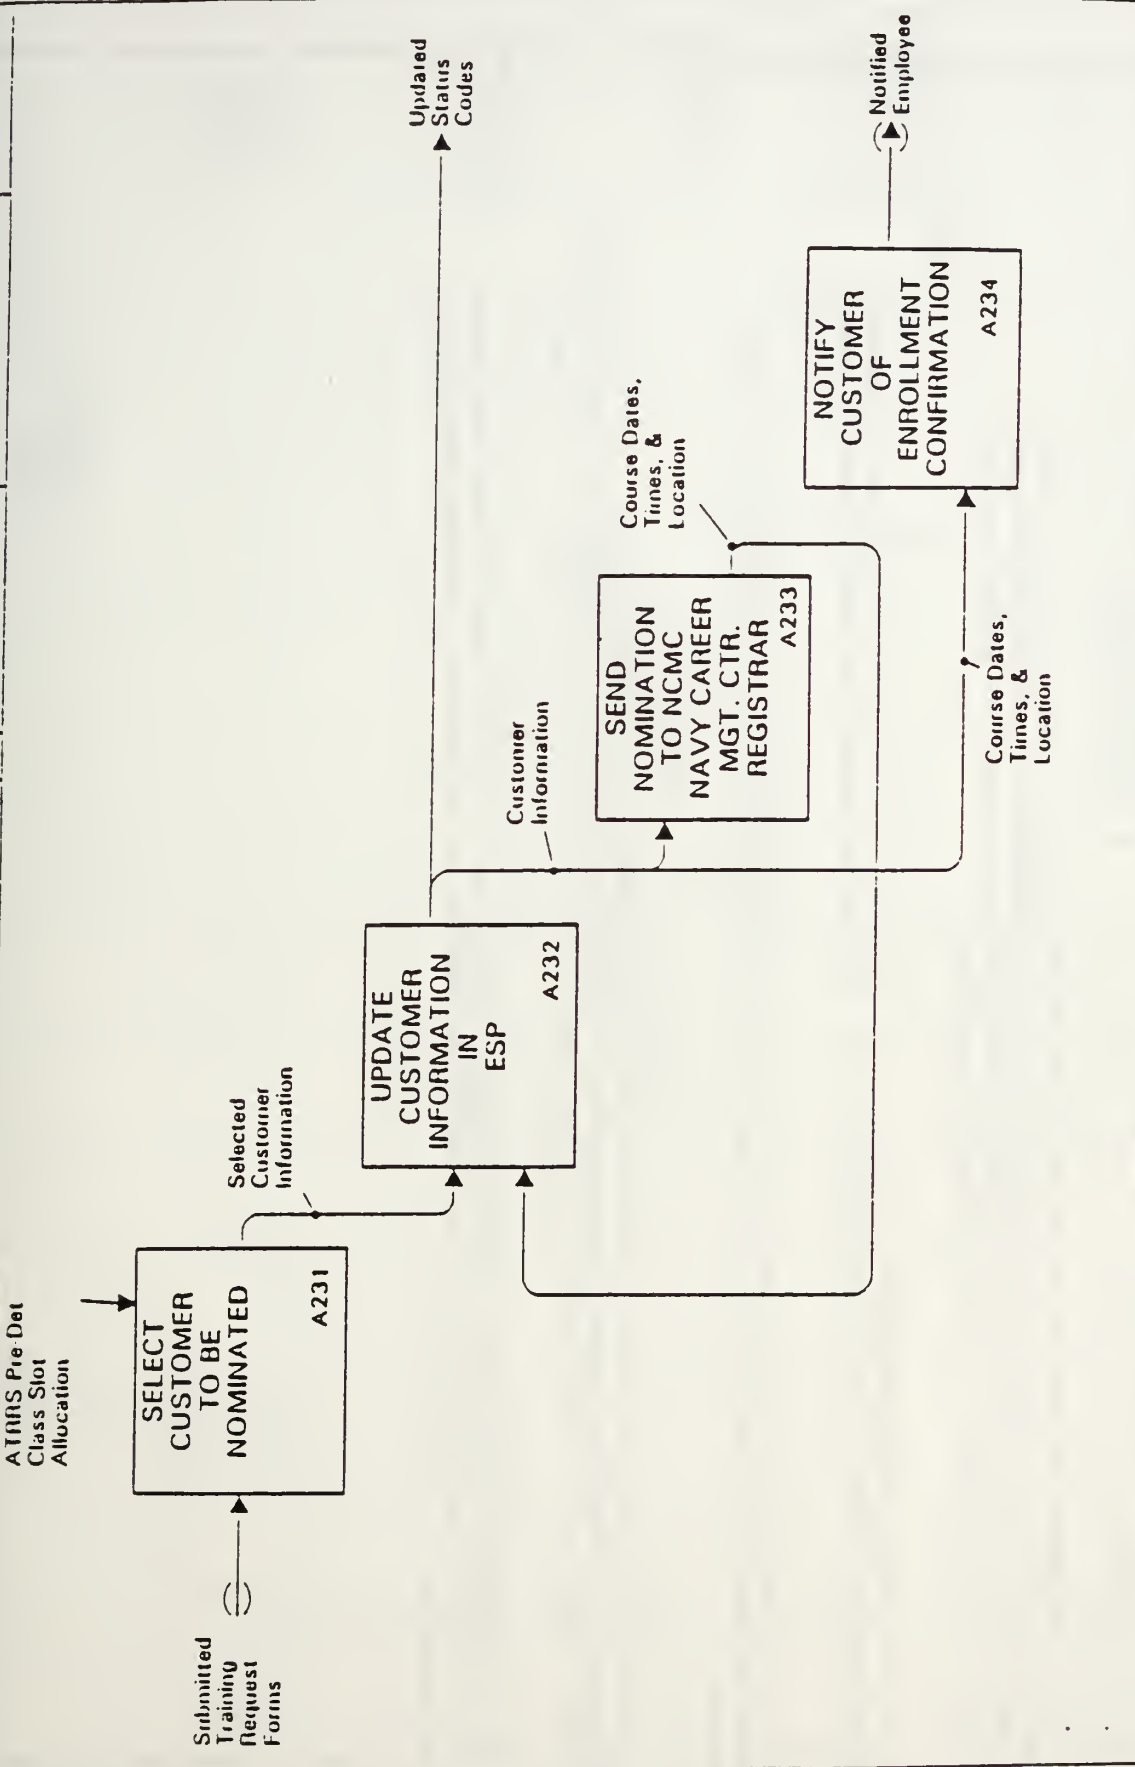 ATRRS Pre-Det
Class Slot
Allocation
Submitted
Training
Request
Forms
SELECT
CUSTOMER
TO BE
NOMINATED
A231
Selected
Customer
Information
UPDATE
CUSTOMER
INFORMATION
IN
ESP
A232
Updated
Status
Codes
Customer
Information
SEND
NOMINATION
TO NCMC
NAVY CAREER
MGT. CTR.
REGISTRAR
A233
Course Dates,
Times, &
Location
Course Dates,
Times, &
Location
NOTIFY
CUSTOMER
OF
ENROLLMENT
CONFIRMATION
A234
Notified
Employee